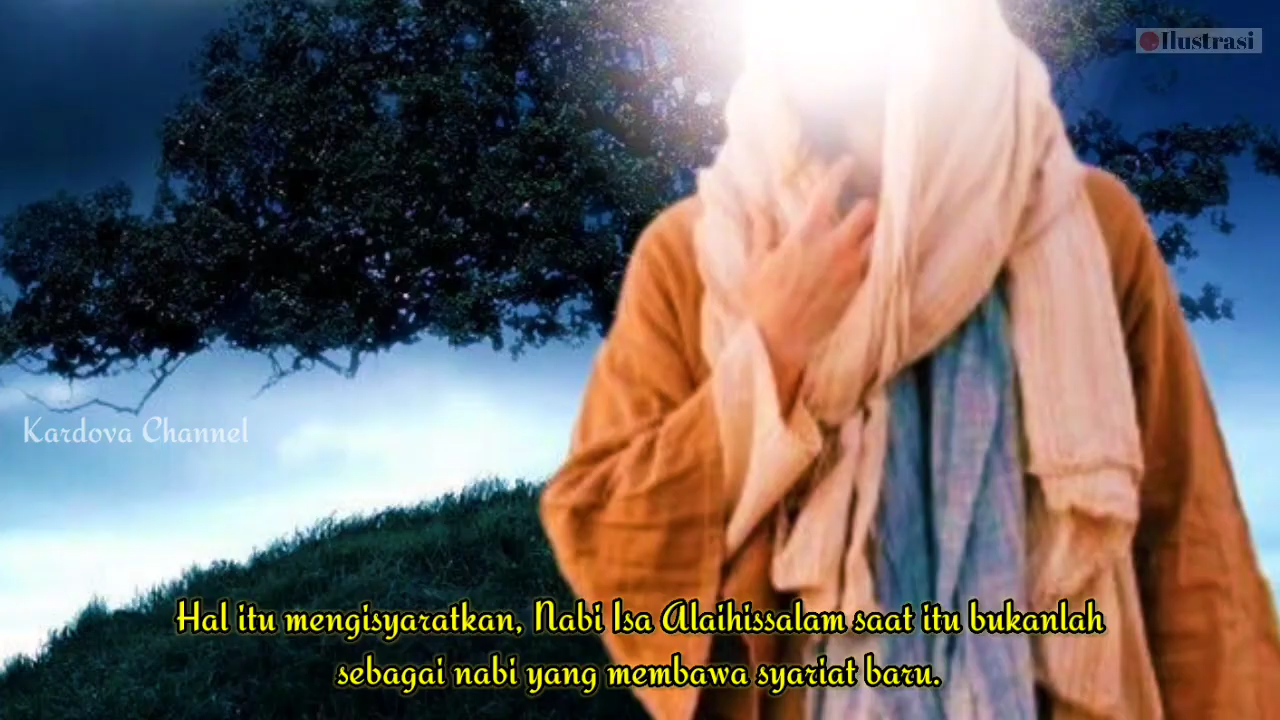 Ilustrasi
Kardova Channel
Hal itu mengisyaratkan, Nabi Isa Alaihissalam saat itu bukanlah
sebagai nabi yang membawa syariat baru.